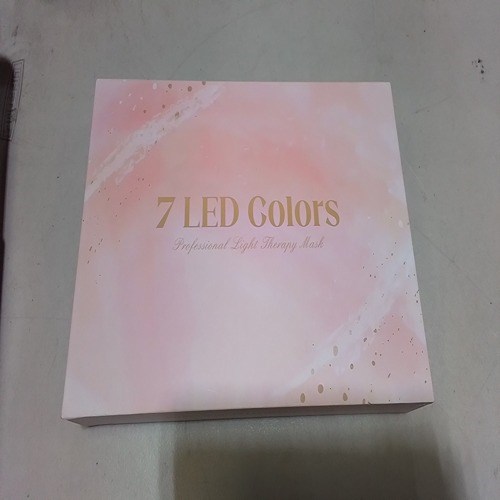 7 LED Colors
Professional Light Therapy Mask